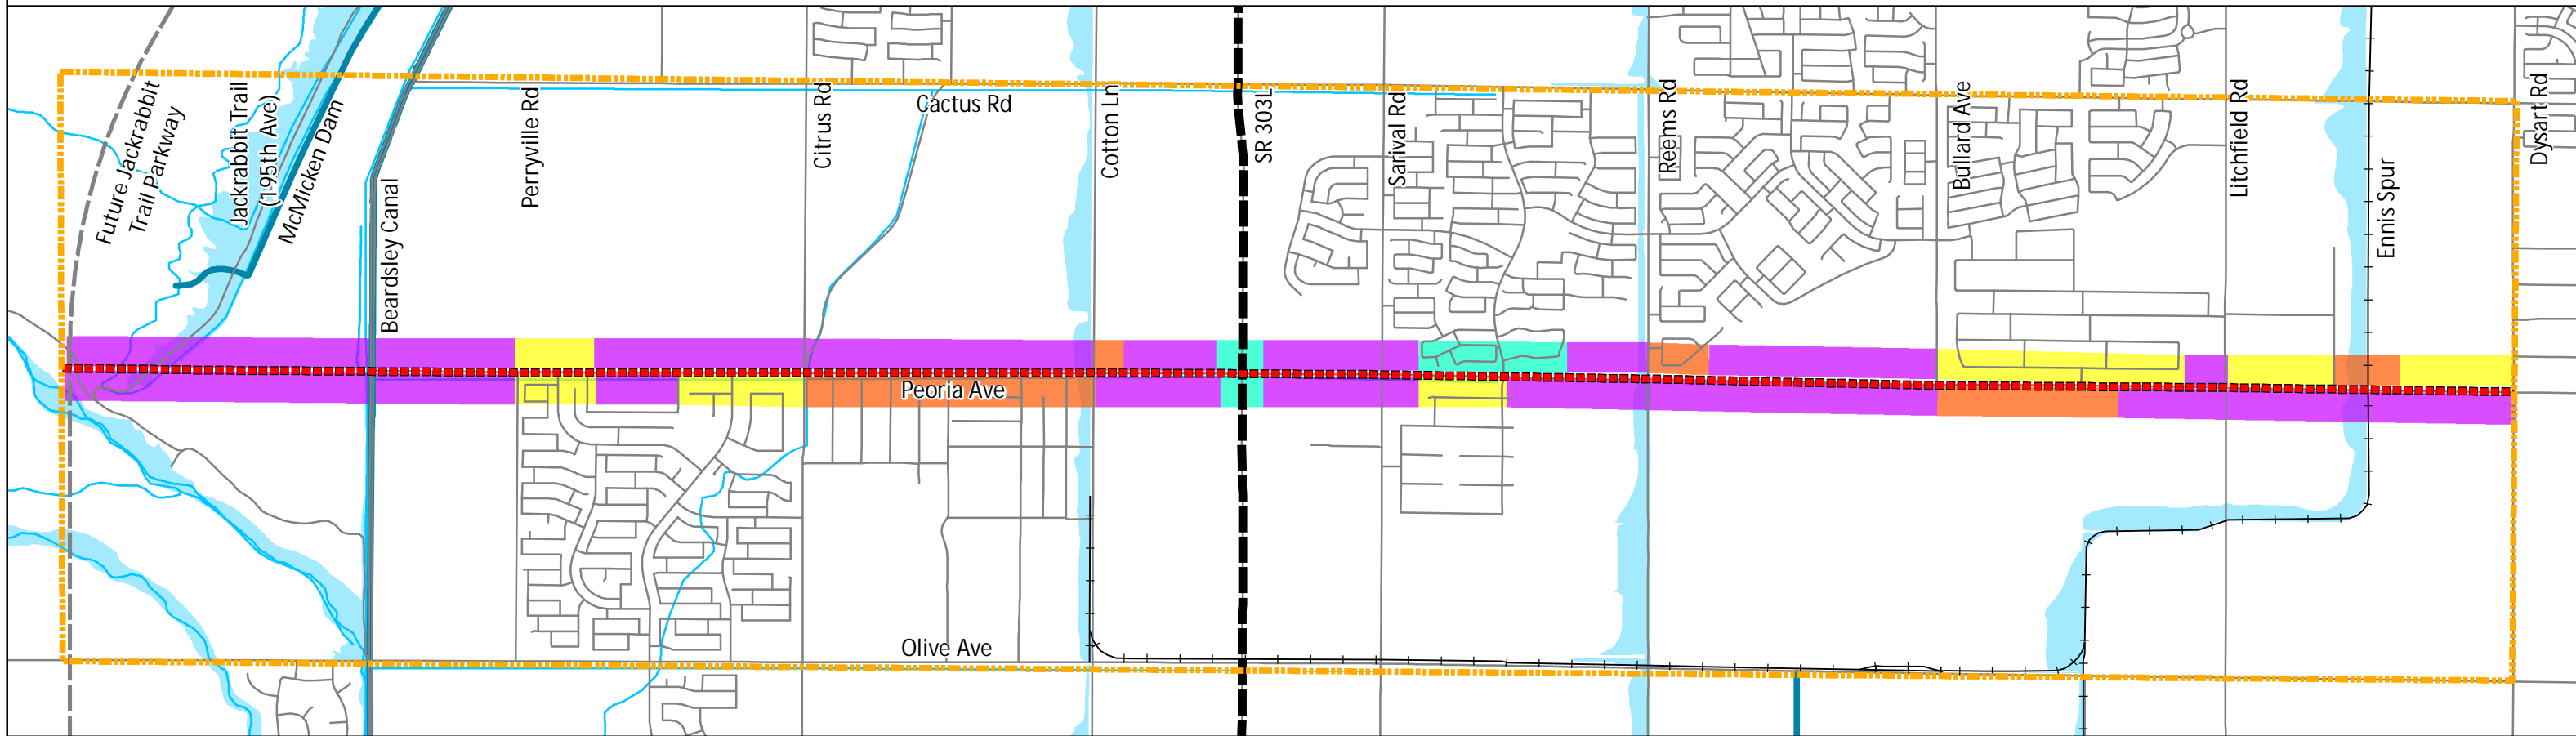 Future Jackrabbit
Trail Parkway
Jackrabbit Trail
(195th Ave)
McMicken Dam
Beardsley Canal
Perryville Rd
Citrus Rd
Cactus Rd
Cotton Ln
SR 303L
Sarival Rd
Reems Rd
Bullard Ave
Litchfield Rd
Ennis Spur
Dysart Rd
Peoria Ave
Olive Ave